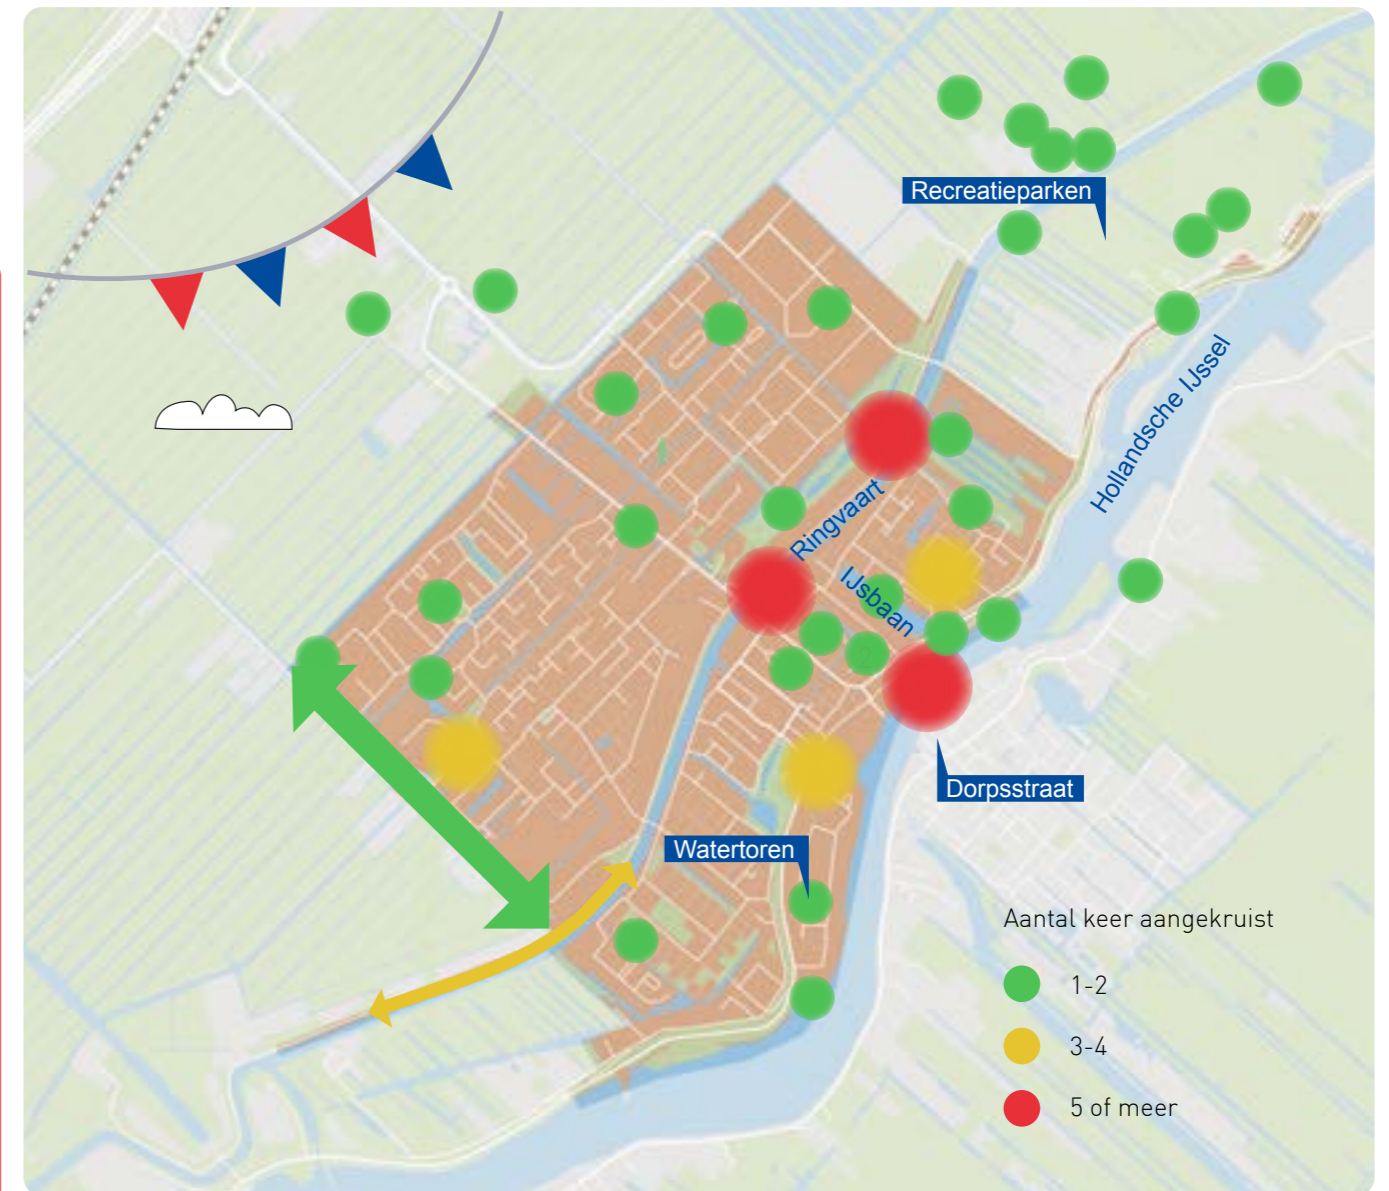 Recreatieparken
Hollandsche IJssel
Ringvaart
IJsbaan
Dorpsstraat
Watertoren
Aantal keer aangekruist
1-2
3-4
5 of meer